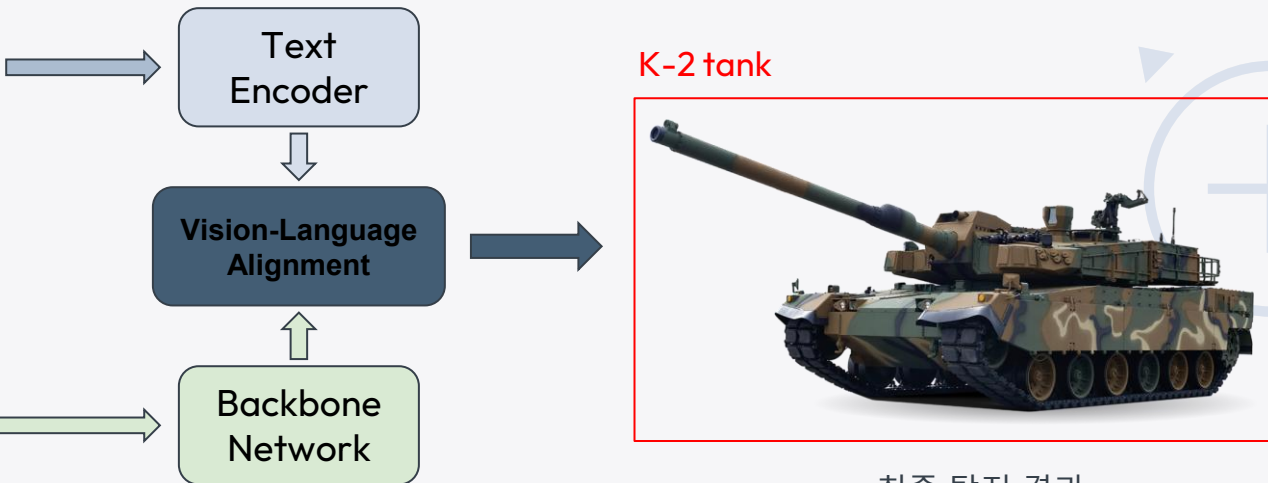 Text
Encoder
K-2 tank
Vision-Language
Alignment
Backbone
Network
최종 탐지 결과